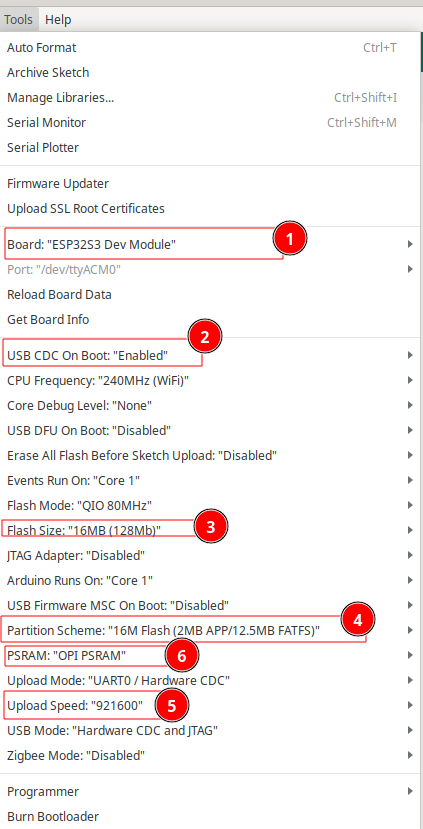 Tools Help
Auto Format Ctrl+T
Archive Sketch
Manage Libraries... Ctrl+Shift+I
Serial Monitor Ctrl+Shift+M
Serial Plotter
Firmware Updater
Upload SSL Root Certificates
Board: "ESP32S3 Dev Module" 1
Port: "/dev/ttyACM0"
Reload Board Data
Get Board Info
2
USB CDC On Boot: "Enabled"
CPU Frequency: "240MHz (WiFi)"
Core Debug Level: "None"
USB DFU On Boot: "Disabled"
Erase All Flash Before Sketch Upload: "Disabled"
Events Run On: "Core 1"
Flash Mode: "QIO 80MHz"
Flash Size: "16MB (128Mb)" 3
JTAG Adapter: "Disabled"
Arduino Runs On: "Core 1"
USB Firmware MSC On Boot: "Disabled"
Partition Scheme: "16M Flash (2MB APP/12.5MB FATFS)" 4
PSRAM: "OPI PSRAM" 6
Upload Mode: "UART0 / Hardware CDC"
Upload Speed: "921600" 5
USB Mode: "Hardware CDC and JTAG"
Zigbee Mode: "Disabled"
Programmer
Burn Bootloader